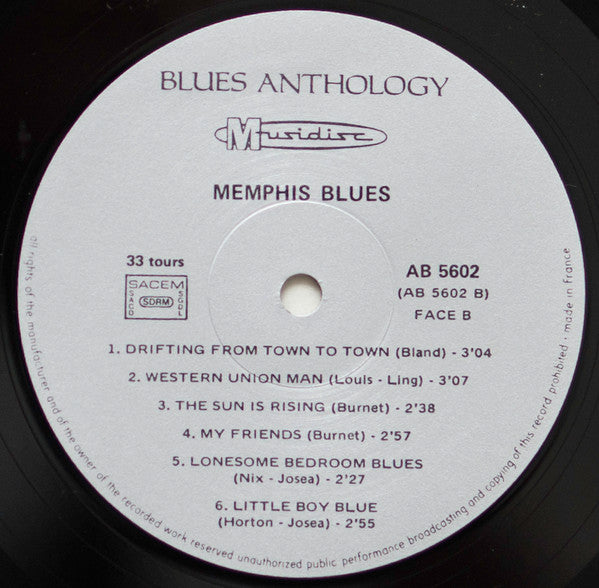 BLUES ANTHOLOGY
Musidisc
MEMPHIS BLUES
33 tours
SACEM
SACD
SDRM
SGDL
AB 5602
(AB 5602 B)
FACE B
1. DRIFTING FROM TOWN TO TOWN (Bland) - 3'04
2. WESTERN UNION MAN (Louis - Ling) - 3'07
3. THE SUN IS RISING (Burnet) - 2'38
4. MY FRIENDS (Burnet) - 2'57
5. LONESOME BEDROOM BLUES
(Nix - Josea) - 2'27
6. LITTLE BOY BLUE
(Horton - Josea) - 2'55
all rights of the manufacturer and of the owner of the recorded work reserved unauthorized public performance broadcasting and copying of this record prohibited · made in France